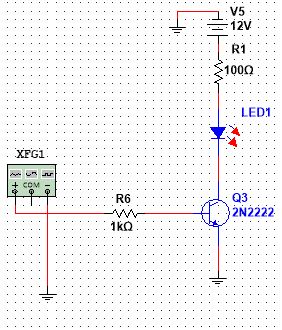 V5
12V
R1
100Ω
LED1
XFG1
+ COM −
R6
1kΩ
Q3
2N2222